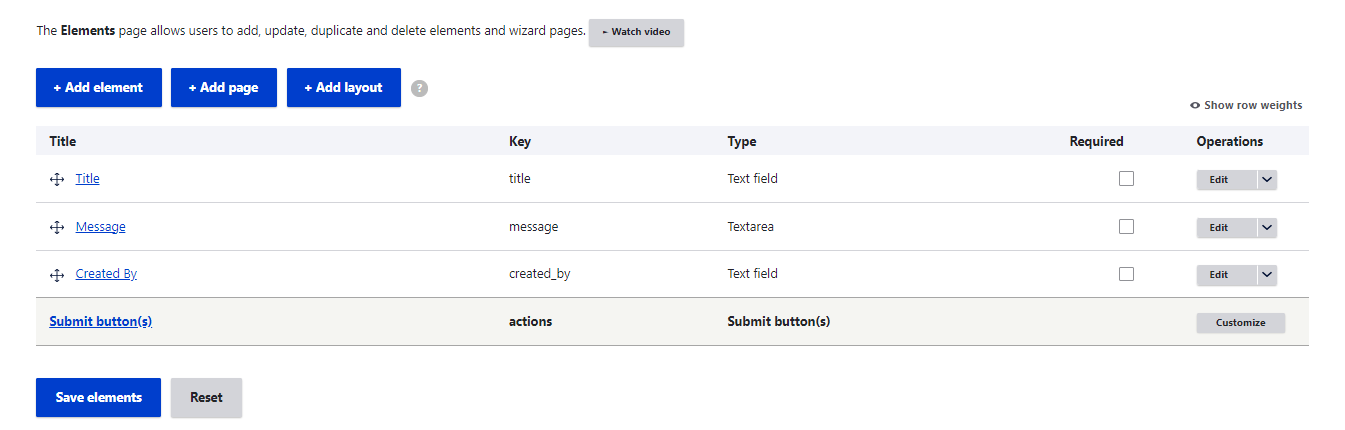 The Elements page allows users to add, update, duplicate and delete elements and wizard pages. ► Watch video
+ Add element + Add page + Add layout ?
Show row weights
Title Key Type Required Operations
Title title Text field Edit
Message message Textarea Edit
Created By created_by Text field Edit
Submit button(s) actions Submit button(s) Customize
Save elements Reset